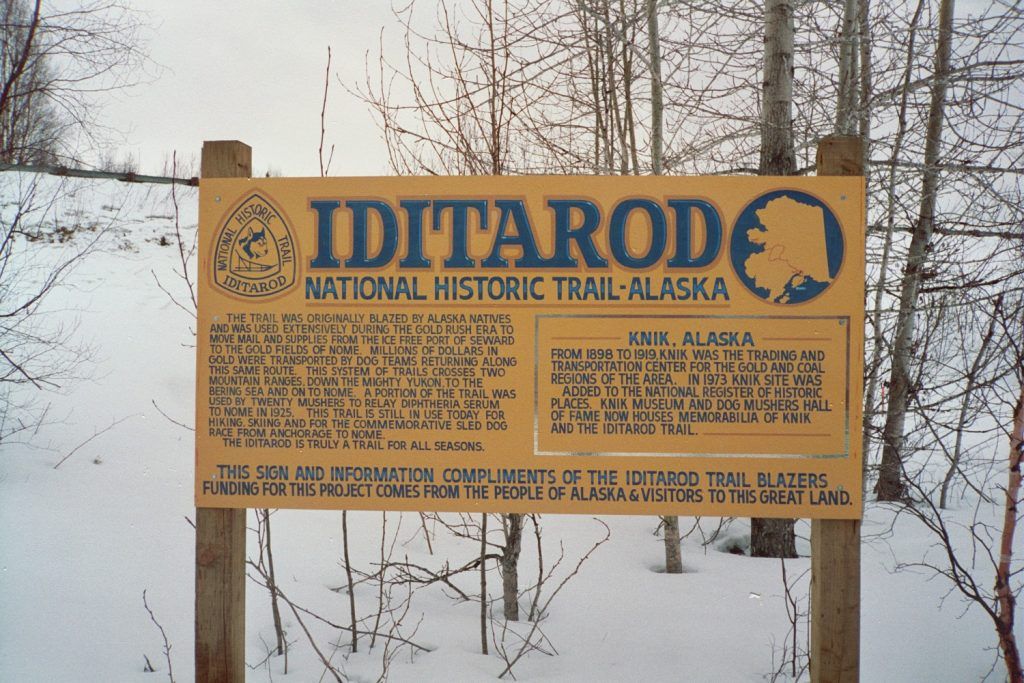 NATIONAL HISTORIC TRAIL
IDITAROD
IDITAROD
NATIONAL HISTORIC TRAIL-ALASKA
THE TRAIL WAS ORIGINALLY BLAZED BY ALASKA NATIVES
AND WAS USED EXTENSIVELY DURING THE GOLD RUSH ERA TO
MOVE MAIL AND SUPPLIES FROM THE ICE FREE PORT OF SEWARD
TO THE GOLD FIELDS OF NOME. MILLIONS OF DOLLARS IN
GOLD WERE TRANSPORTED BY DOG TEAMS RETURNING ALONG
THIS SAME ROUTE. THIS SYSTEM OF TRAILS CROSSES TWO
MOUNTAIN RANGES, DOWN THE MIGHTY YUKON, TO THE
BERING SEA AND ON TO NOME. A PORTION OF THE TRAIL WAS
USED BY TWENTY MUSHERS TO RELAY DIPHTHERIA SERUM
TO NOME IN 1925. THIS TRAIL IS STILL IN USE TODAY FOR
HIKING, SKIING AND FOR THE COMMEMORATIVE SLED DOG
RACE FROM ANCHORAGE TO NOME.
THE IDITAROD IS TRULY A TRAIL FOR ALL SEASONS.
KNIK, ALASKA
FROM 1898 TO 1919, KNIK WAS THE TRADING AND
TRANSPORTATION CENTER FOR THE GOLD AND COAL
REGIONS OF THE AREA. IN 1973 KNIK SITE WAS
ADDED TO THE NATIONAL REGISTER OF HISTORIC
PLACES. KNIK MUSEUM AND DOG MUSHERS HALL
OF FAME NOW HOUSES MEMORABILIA OF KNIK
AND THE IDITAROD TRAIL.
THIS SIGN AND INFORMATION COMPLIMENTS OF THE IDITAROD TRAIL BLAZERS
FUNDING FOR THIS PROJECT COMES FROM THE PEOPLE OF ALASKA & VISITORS TO THIS GREAT LAND.